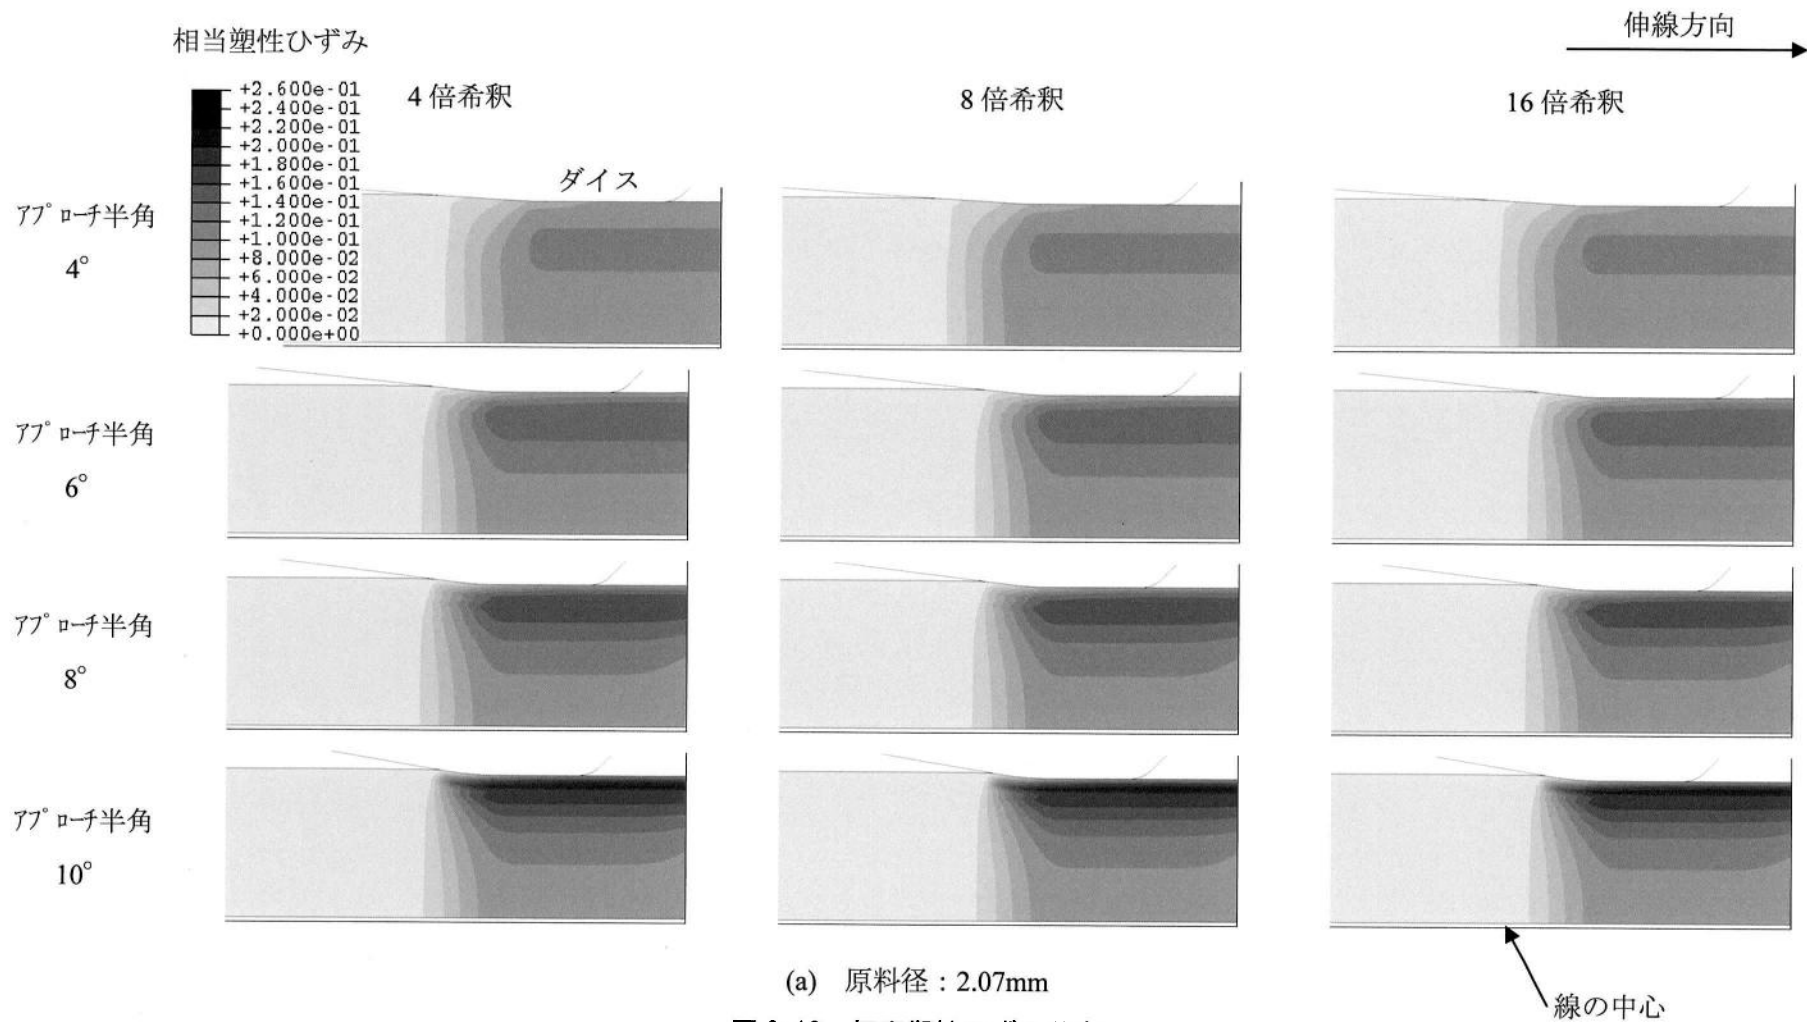 伸線方向
相当塑性ひずみ
4 倍希釈
8 倍希釈
16 倍希釈
+2.600e-01
+2.400e-01
+2.200e-01
+2.000e-01
+1.800e-01
+1.600e-01
+1.400e-01
+1.200e-01
+1.000e-01
+8.000e-02
+6.000e-02
+4.000e-02
+2.000e-02
+0.000e+00
ダイス
ｱﾌﾟﾛｰﾁ半角
4°
ｱﾌﾟﾛｰﾁ半角
6°
ｱﾌﾟﾛｰﾁ半角
8°
ｱﾌﾟﾛｰﾁ半角
10°
(a) 原料径：2.07mm
線の中心